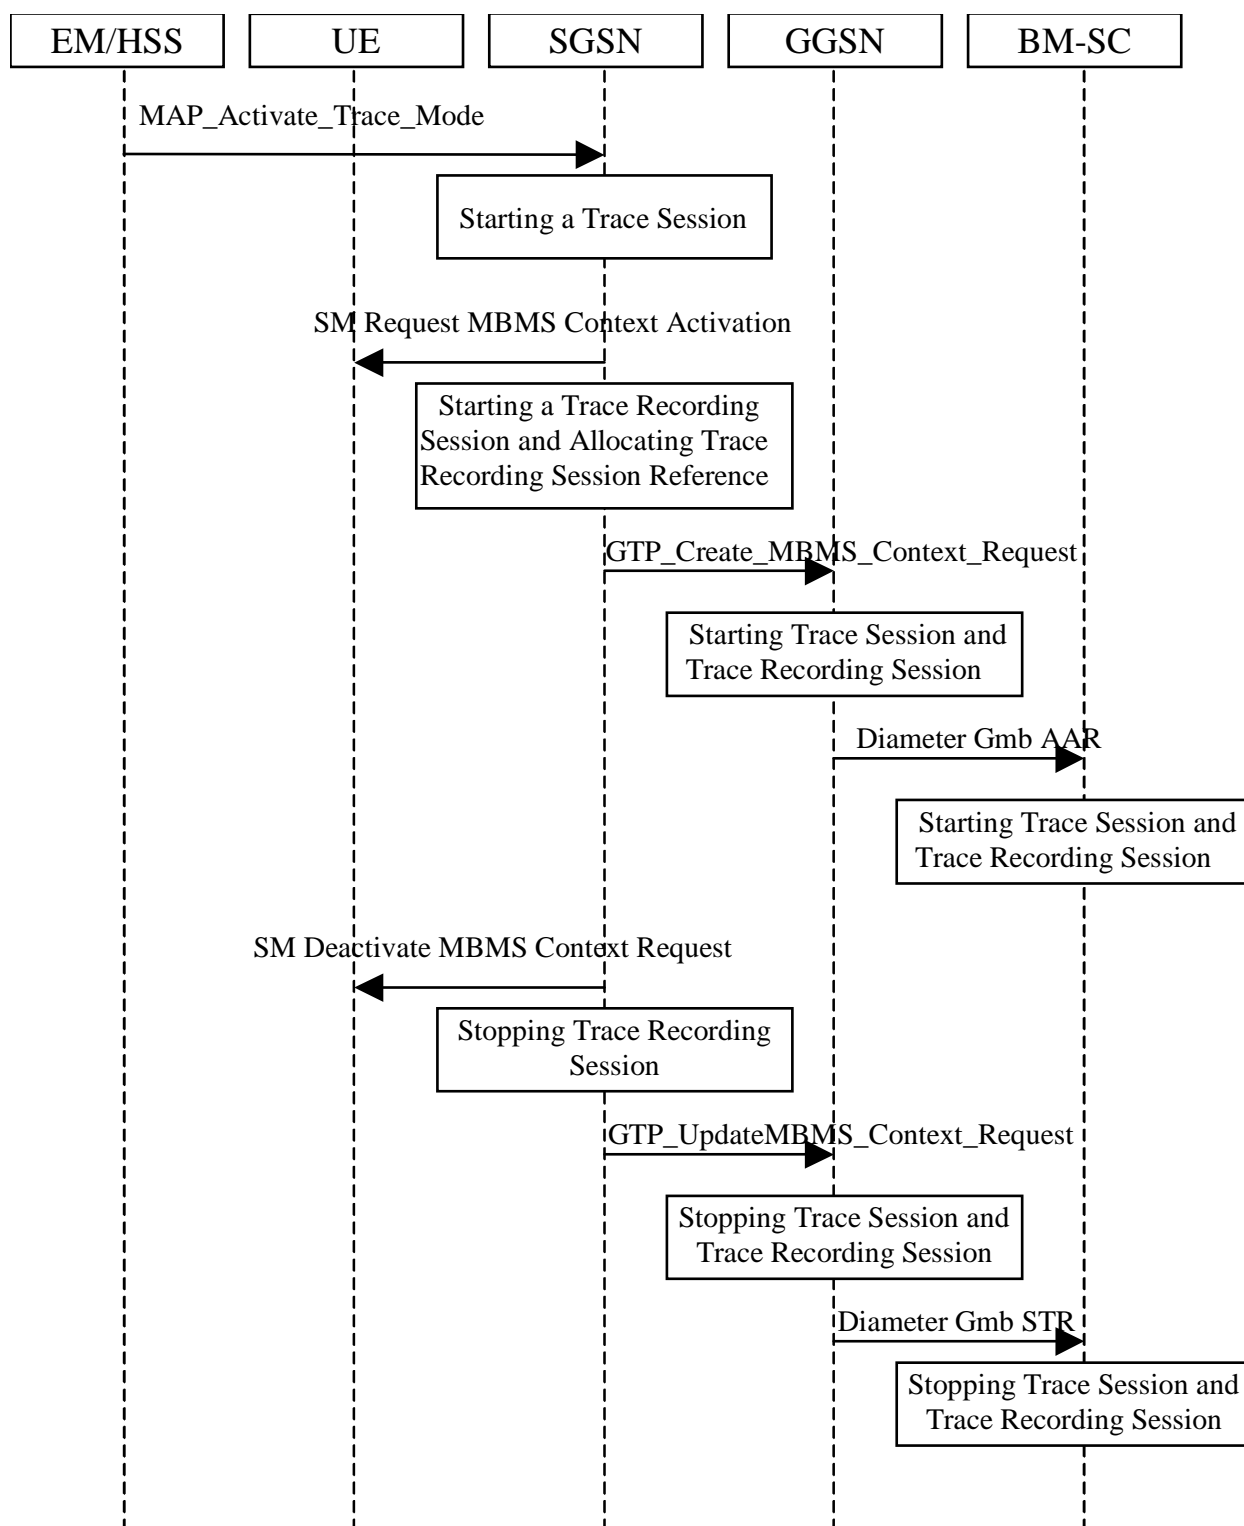 EM/HSS
UE
SGSN
GGSN
BM-SC
MAP_Activate_Trace_Mode
Starting a Trace Session
SM Request MBMS Context Activation
Starting a Trace Recording
Session and Allocating Trace
Recording Session Reference
GTP_Create_MBMS_Context_Request
Starting Trace Session and
Trace Recording Session
Diameter Gmb AAR
Starting Trace Session and
Trace Recording Session
SM Deactivate MBMS Context Request
Stopping Trace Recording
Session
GTP_UpdateMBMS_Context_Request
Stopping Trace Session and
Trace Recording Session
Diameter Gmb STR
Stopping Trace Session and
Trace Recording Session